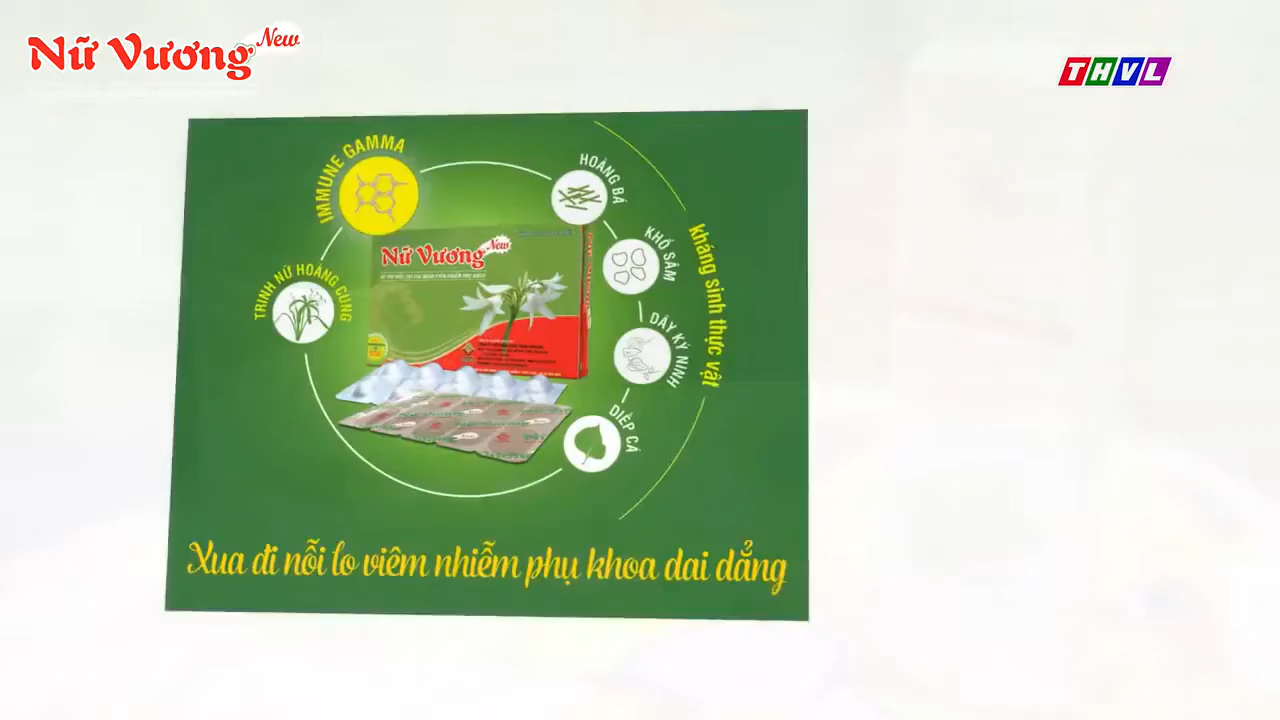 Nữ Vương New
THVL
IMMUNE GAMMA
HOÀNG BÁ
KHỔ SÂM
DÂY KÝ NINH
DIẾP CÁ
TRINH NỮ HOÀNG CUNG
kháng sinh thực vật
Nữ Vương New
Xua đi nỗi lo viêm nhiễm phụ khoa dai dẳng